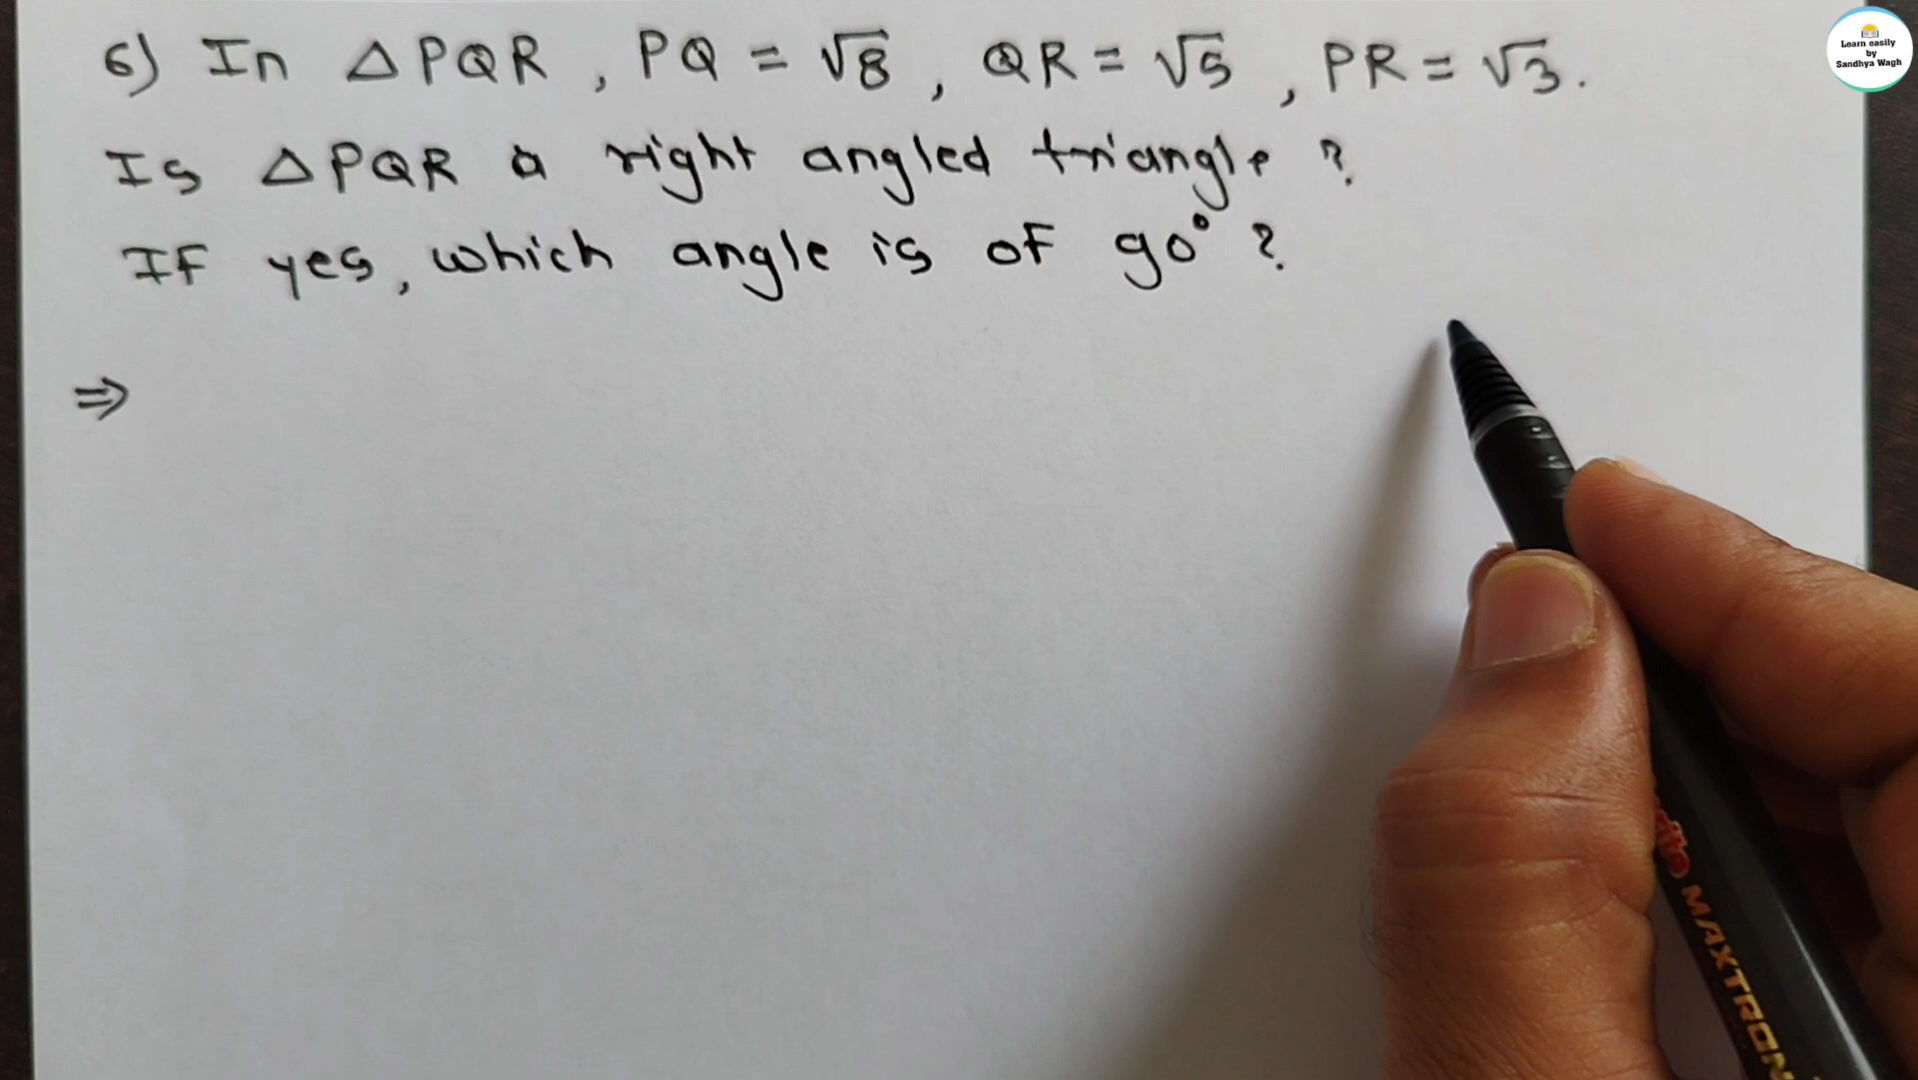 6) In △PQR, PQ = √8, QR = √5, PR = √3.
Is △PQR a right angled triangle?
If yes, which angle is of 90°?
⇒
Learn easily
by
Sandhya Wagh
MAXTRON